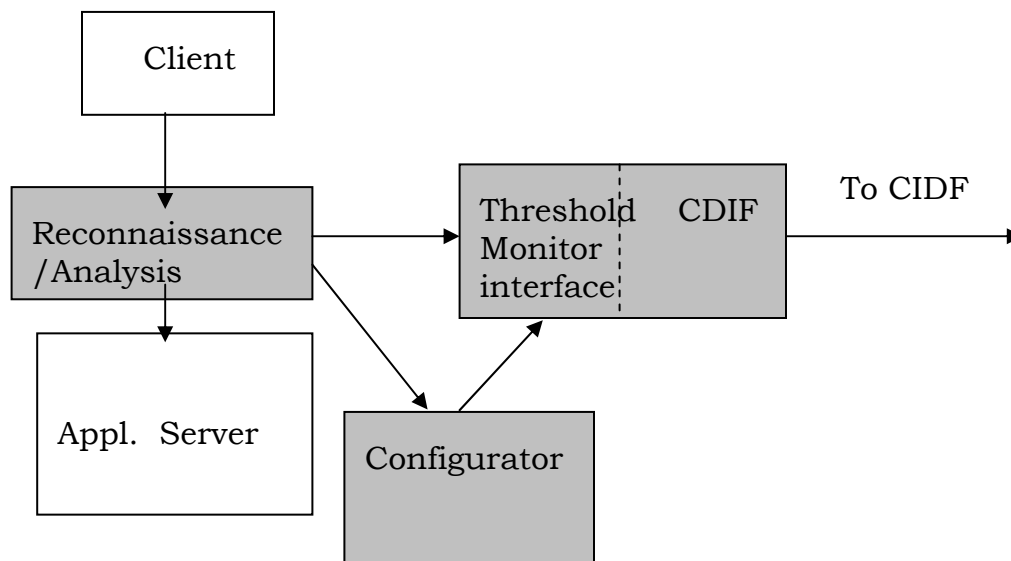 Client
To CIDF
Threshold CDIF
Monitor
interface
Reconnaissance
/Analysis
Appl. Server
Configurator